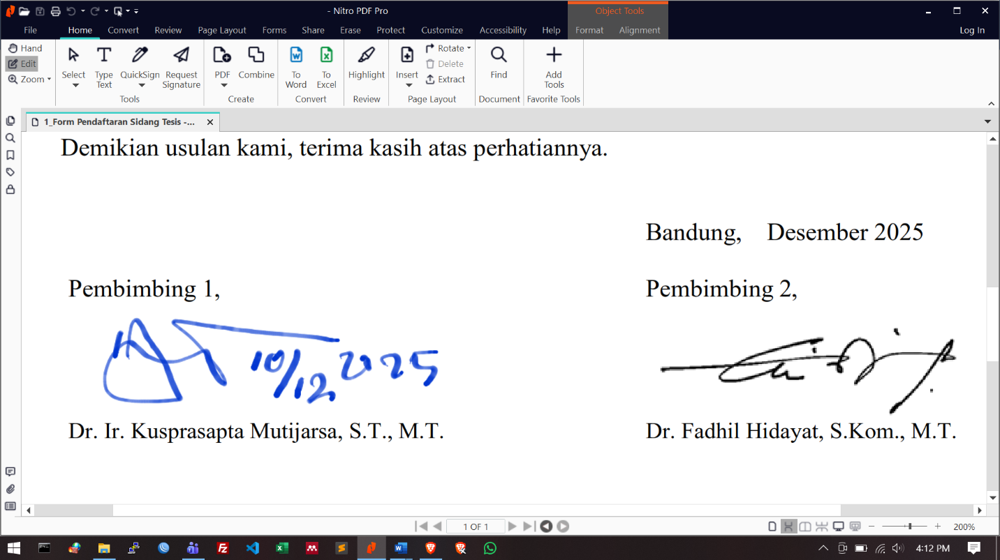 - Nitro PDF Pro
Object Tools
File Home Convert Review Page Layout Forms Share Erase Protect Customize Accessibility Help Format Alignment Log In
Hand
Edit
Zoom
Select
Type Text
QuickSign
Request Signature
Tools
PDF
Combine
Create
To Word
To Excel
Convert
Highlight
Review
Insert
Rotate
Delete
Extract
Page Layout
Find
Document
Add Tools
Favorite Tools
1_Form Pendaftaran Sidang Tesis -...
Demikian usulan kami, terima kasih atas perhatiannya.
Bandung, Desember 2025
Pembimbing 1, Pembimbing 2,
10/12 2025
Dr. Ir. Kusprasapta Mutijarsa, S.T., M.T. Dr. Fadhil Hidayat, S.Kom., M.T.
1 OF 1
200%
4:12 PM